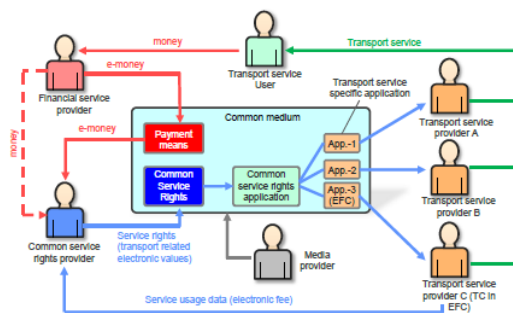 money
Transport service
e-money
Transport service
User
Transport service
specific application
Financial service
provider
Common medium
Transport service
provider A
e-money
Payment
means
App.-1
money
Common
Service
Rights
Common
service rights
application
App.-2
App.-3
(EFC)
Transport service
provider B
Common service
rights provider
Service rights
(transport related
electronic values)
Media
provider
Transport service
provider C (TC in
EFC)
Service usage data (electronic fee)